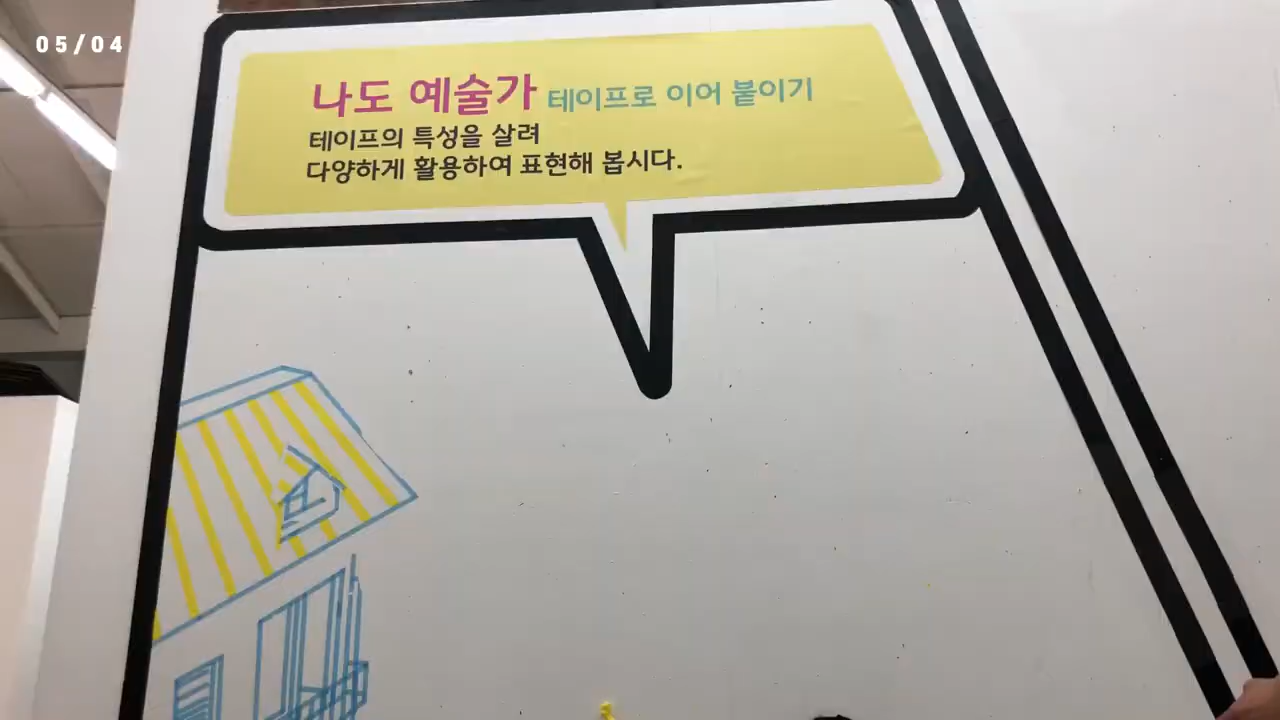 05/04
나도 예술가 테이프로 이어 붙이기
테이프의 특성을 살려
다양하게 활용하여 표현해 봅시다.